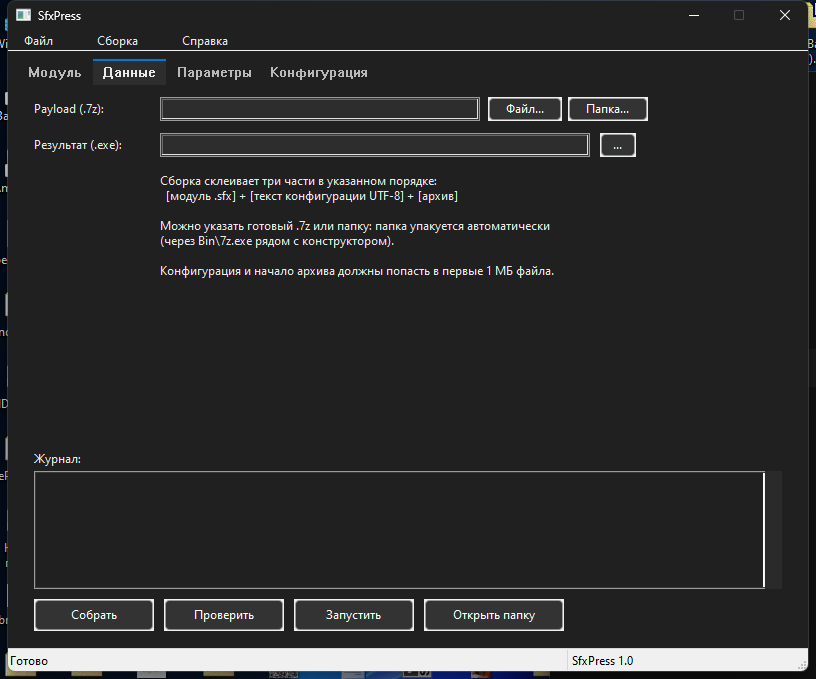 SfxPress
Файл Сборка Справка
Модуль Данные Параметры Конфигурация
Payload (.7z): Файл... Папка...
Результат (.exe): ...
Сборка склеивает три части в указанном порядке:
[модуль .sfx] + [текст конфигурации UTF-8] + [архив]
Можно указать готовый .7z или папку: папка упакуется автоматически
(через Bin\7z.exe рядом с конструктором).
Конфигурация и начало архива должны попасть в первые 1 МБ файла.
Журнал:
Собрать Проверить Запустить Открыть папку
Готово SfxPress 1.0